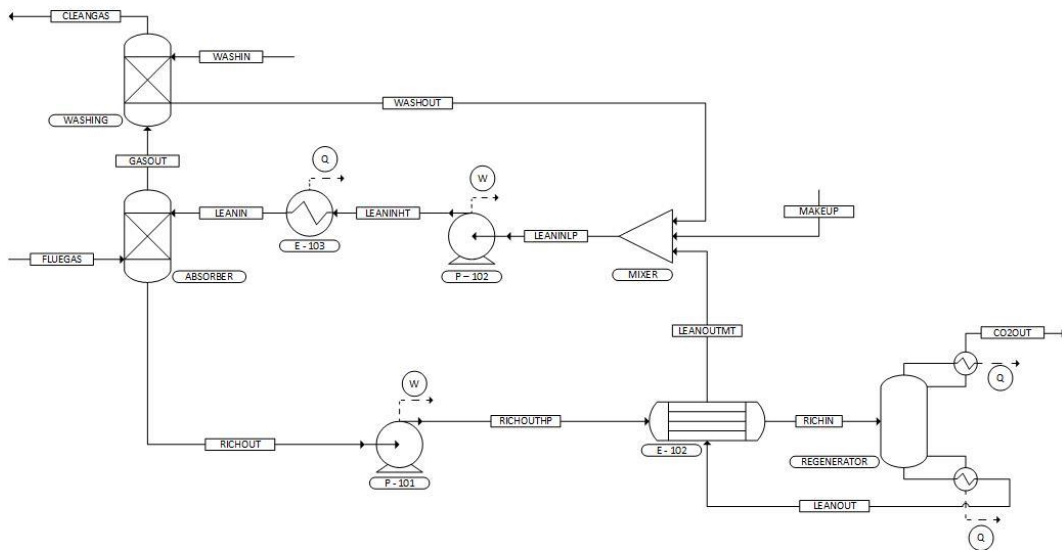 CLEANGAS
WASHIN
WASHOUT
WASHING
GASOUT
Q
W
LEANIN
LEANINHT
MAKEUP
LEANINLP
E - 103
FLUEGAS
ABSORBER
P – 102
MIXER
LEANOUTMT
CO2OUT
Q
W
RICHOUT
RICHOUTHP
RICHIN
E - 102
REGENERATOR
P - 101
LEANOUT
Q